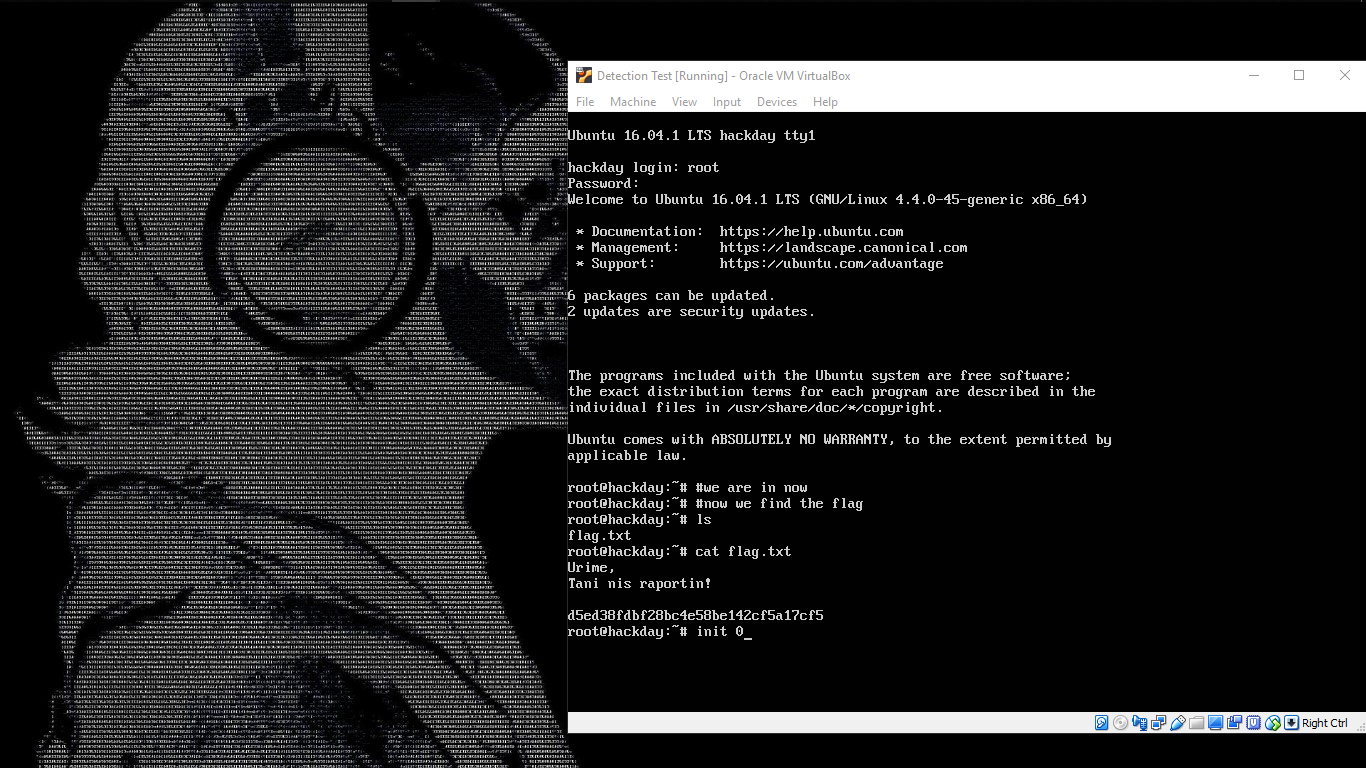 Detection Test [Running] - Oracle VM VirtualBox
File Machine View Input Devices Help
Ubuntu 16.04.1 LTS hackday tty1
hackday login: root
Password:
Welcome to Ubuntu 16.04.1 LTS (GNU/Linux 4.4.0-45-generic x86_64)
* Documentation: https://help.ubuntu.com
* Management: https://landscape.canonical.com
* Support: https://ubuntu.com/advantage
6 packages can be updated.
2 updates are security updates.
The programs included with the Ubuntu system are free software;
the exact distribution terms for each program are described in the
individual files in /usr/share/doc/*/copyright.
Ubuntu comes with ABSOLUTELY NO WARRANTY, to the extent permitted by
applicable law.
root@hackday:~# #we are in now
root@hackday:~# #now we find the flag
root@hackday:~# ls
flag.txt
root@hackday:~# cat flag.txt
Urime,
Tani nis raportin!
d5ed38fdbf28bc4e58be142cf5a17cf5
root@hackday:~# init 0_
Right Ctrl